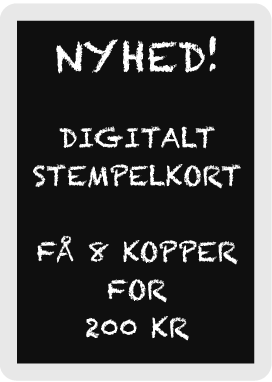 NYHED!
DIGITALT
STEMPELKORT
FÅ 8 KOPPER
FOR
200 KR